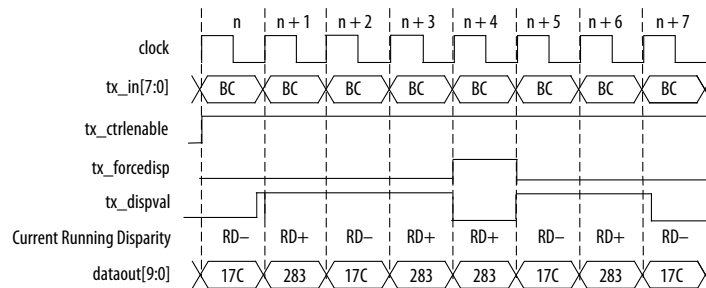 n n + 1 n + 2 n + 3 n + 4 n + 5 n + 6 n + 7
clock
tx_in[7:0] BC BC BC BC BC BC BC BC
tx_ctrlenable
tx_forcedisp
tx_dispval
Current Running Disparity RD– RD+ RD– RD+ RD+ RD– RD+ RD–
dataout[9:0] 17C 283 17C 283 283 17C 283 17C